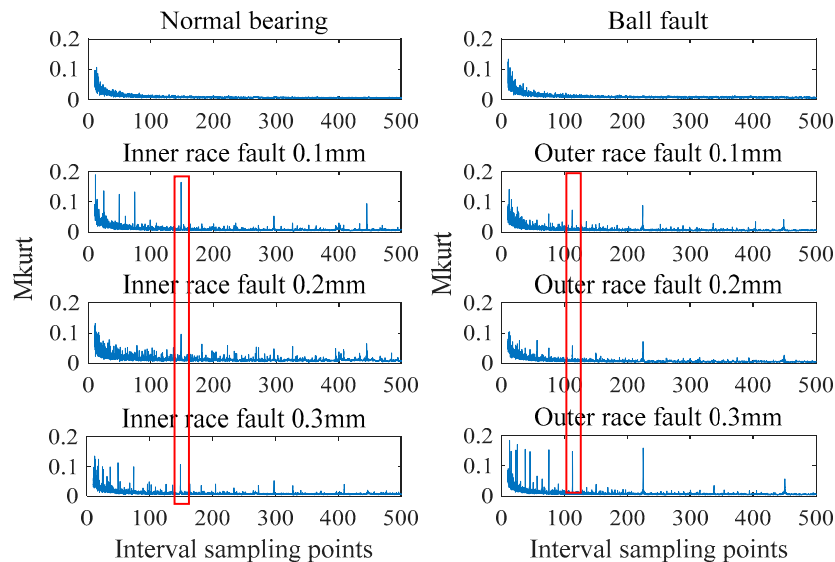 Normal bearing
0.2
0.1
0
0 100 200 300 400 500
Inner race fault 0.1mm
0.2
0.1
0
0 100 200 300 400 500
Inner race fault 0.2mm
0.2
0.1
0
0 100 200 300 400 500
Inner race fault 0.3mm
0.2
0.1
0
0 100 200 300 400 500
Mkurt
Interval sampling points
Ball fault
0.2
0.1
0
0 100 200 300 400 500
Outer race fault 0.1mm
0.2
0.1
0
0 100 200 300 400 500
Outer race fault 0.2mm
0.2
0.1
0
0 100 200 300 400 500
Outer race fault 0.3mm
0.2
0.1
0
0 100 200 300 400 500
Mkurt
Interval sampling points